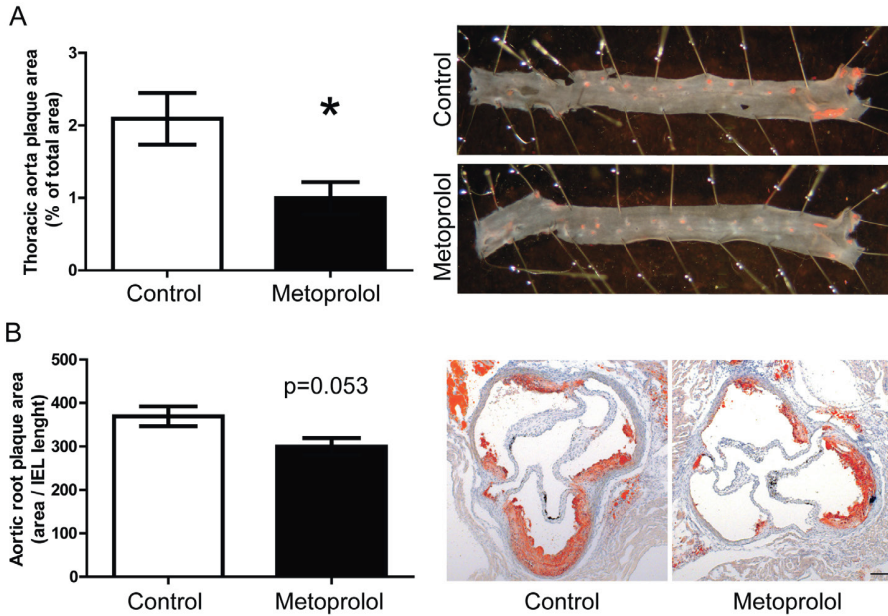 A
Thoracic aorta plaque area
(% of total area)
3
2
1
0
*
Control
Metoprolol
Control
Metoprolol
B
Aortic root plaque area
(area / IEL lenght)
500
400
300
200
100
0
p=0.053
Control
Metoprolol
Control
Metoprolol